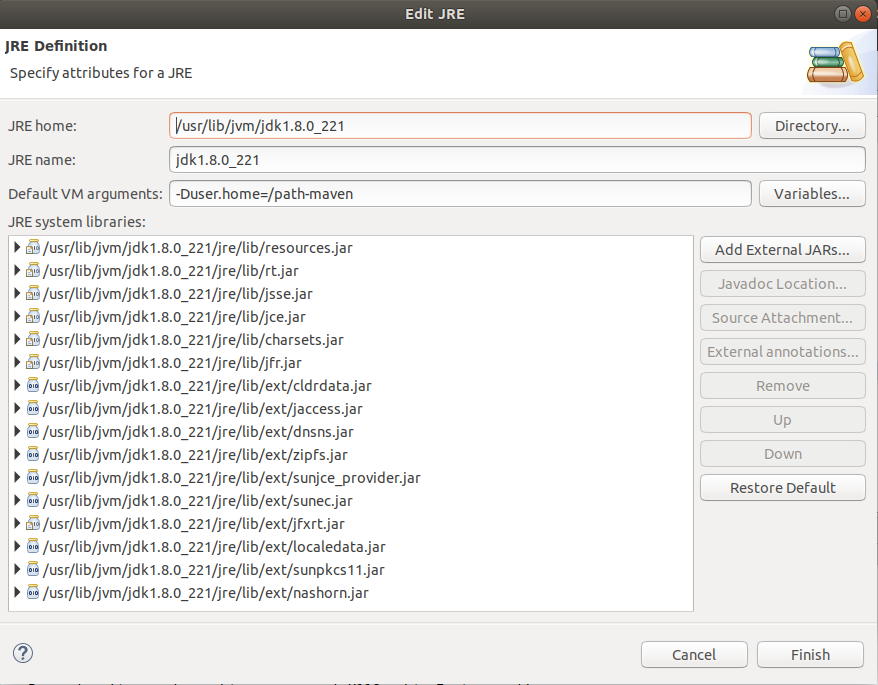 Edit JRE
JRE Definition
Specify attributes for a JRE
JRE home: /usr/lib/jvm/jdk1.8.0_221 Directory...
JRE name: jdk1.8.0_221
Default VM arguments: -Duser.home=/path-maven Variables...
JRE system libraries:
/usr/lib/jvm/jdk1.8.0_221/jre/lib/resources.jar
/usr/lib/jvm/jdk1.8.0_221/jre/lib/rt.jar
/usr/lib/jvm/jdk1.8.0_221/jre/lib/jsse.jar
/usr/lib/jvm/jdk1.8.0_221/jre/lib/jce.jar
/usr/lib/jvm/jdk1.8.0_221/jre/lib/charsets.jar
/usr/lib/jvm/jdk1.8.0_221/jre/lib/jfr.jar
/usr/lib/jvm/jdk1.8.0_221/jre/lib/ext/cldrdata.jar
/usr/lib/jvm/jdk1.8.0_221/jre/lib/ext/jaccess.jar
/usr/lib/jvm/jdk1.8.0_221/jre/lib/ext/dnsns.jar
/usr/lib/jvm/jdk1.8.0_221/jre/lib/ext/zipfs.jar
/usr/lib/jvm/jdk1.8.0_221/jre/lib/ext/sunjce_provider.jar
/usr/lib/jvm/jdk1.8.0_221/jre/lib/ext/sunec.jar
/usr/lib/jvm/jdk1.8.0_221/jre/lib/ext/jfxrt.jar
/usr/lib/jvm/jdk1.8.0_221/jre/lib/ext/localedata.jar
/usr/lib/jvm/jdk1.8.0_221/jre/lib/ext/sunpkcs11.jar
/usr/lib/jvm/jdk1.8.0_221/jre/lib/ext/nashorn.jar
Add External JARs...
Javadoc Location...
Source Attachment...
External annotations...
Remove
Up
Down
Restore Default
?
Cancel
Finish